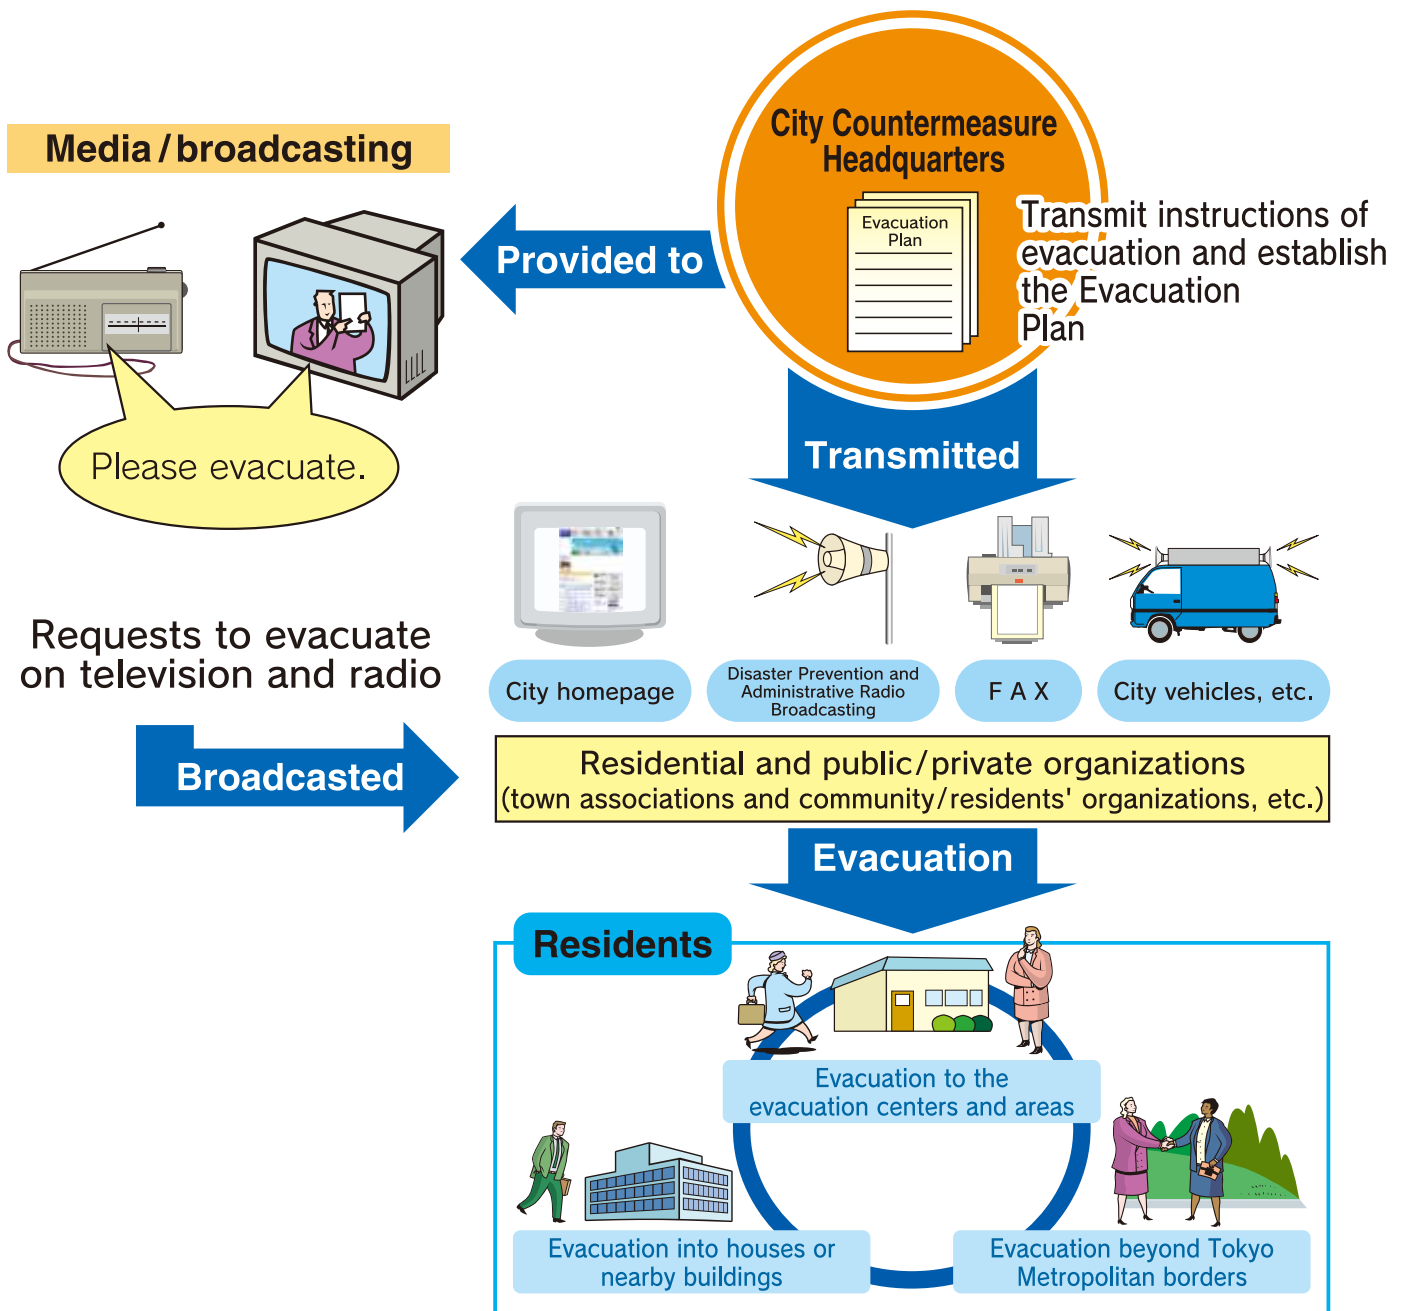 City Countermeasure
Headquarters
Evacuation
Plan
Transmit instructions of
evacuation and establish
the Evacuation
Plan
Media / broadcasting
Provided to
Please evacuate.
Transmitted
Requests to evacuate
on television and radio
City homepage
Disaster Prevention and
Administrative Radio
Broadcasting
F A X
City vehicles, etc.
Broadcasted
Residential and public/private organizations
(town associations and community/residents' organizations, etc.)
Evacuation
Residents
Evacuation to the
evacuation centers and areas
Evacuation into houses or
nearby buildings
Evacuation beyond Tokyo
Metropolitan borders